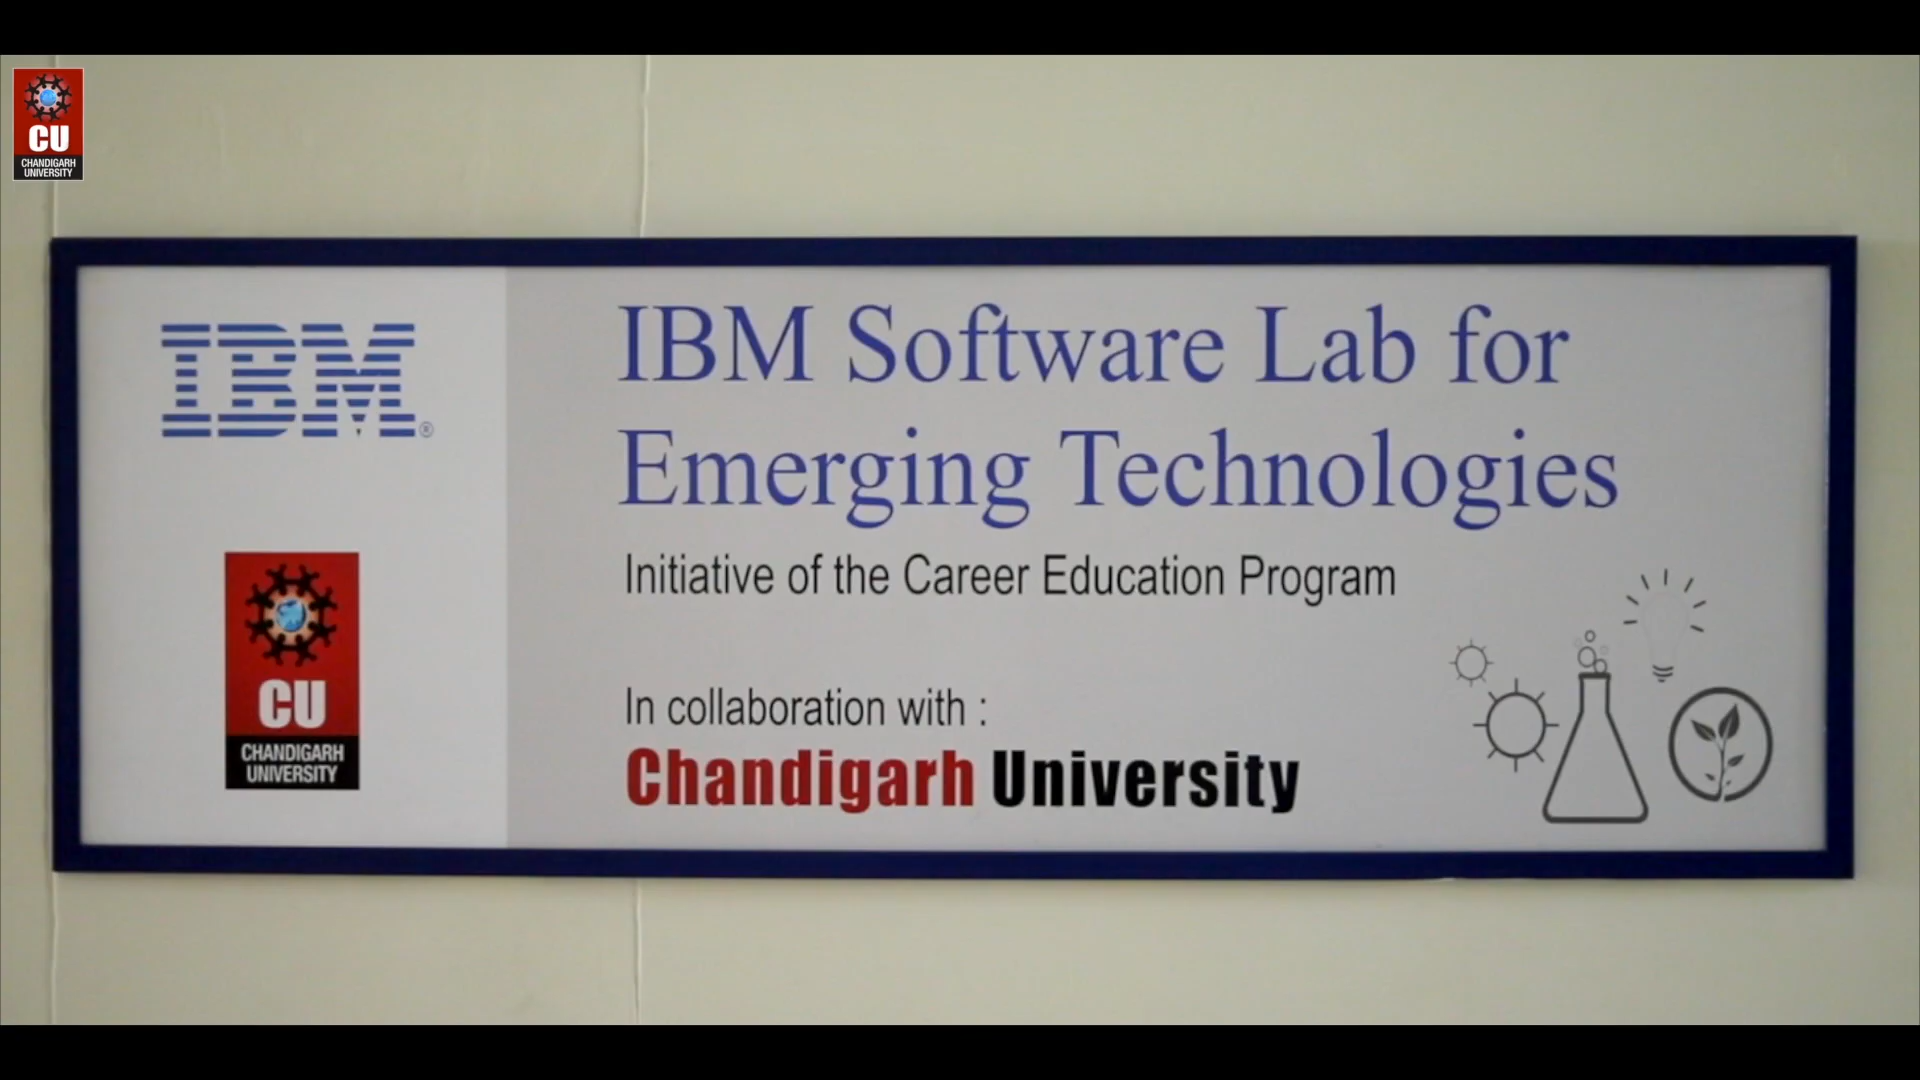 CU
CHANDIGARH
UNIVERSITY
IBM®
IBM Software Lab for
Emerging Technologies
Initiative of the Career Education Program
In collaboration with :
Chandigarh University
CU
CHANDIGARH
UNIVERSITY